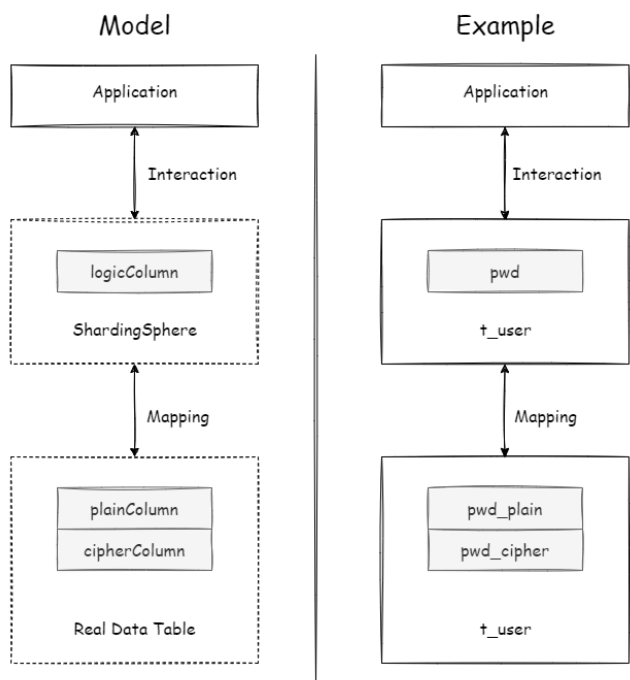 Model
Application
Interaction
logicColumn
ShardingSphere
Mapping
plainColumn
cipherColumn
Real Data Table
Example
Application
Interaction
pwd
t_user
Mapping
pwd_plain
pwd_cipher
t_user